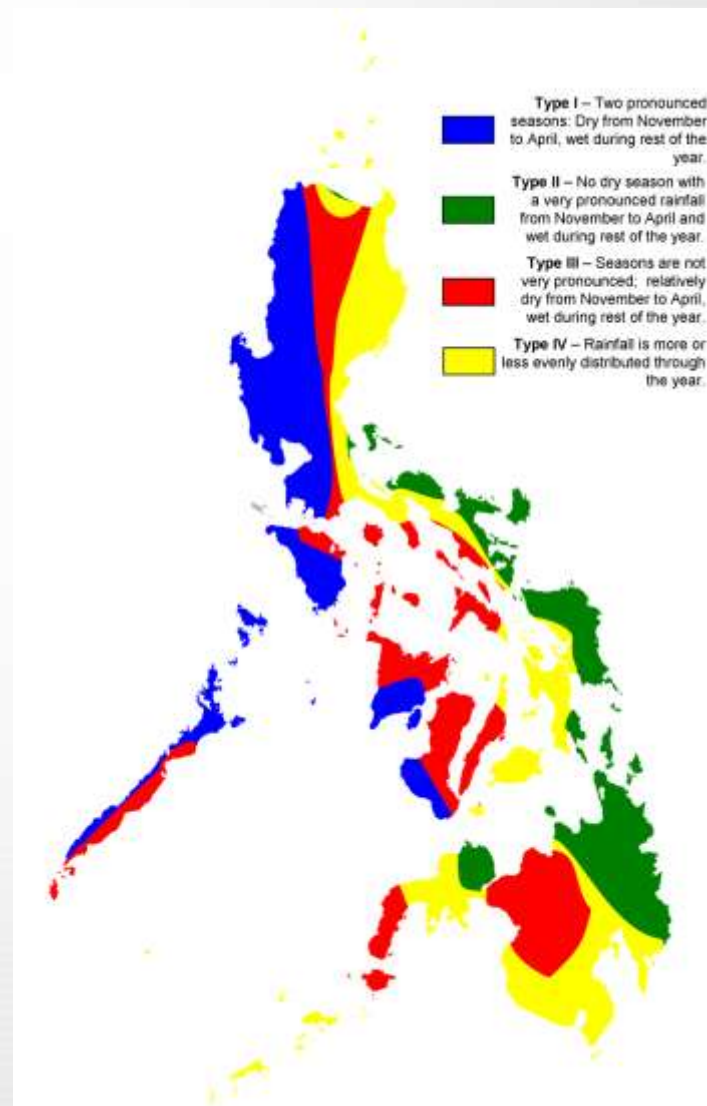 Type I – Two pronounced
seasons: Dry from November
to April, wet during rest of the
year.
Type II – No dry season with
a very pronounced rainfall
from November to April and
wet during rest of the year.
Type III – Seasons are not
very pronounced; relatively
dry from November to April,
wet during rest of the year.
Type IV – Rainfall is more or
less evenly distributed through
the year.